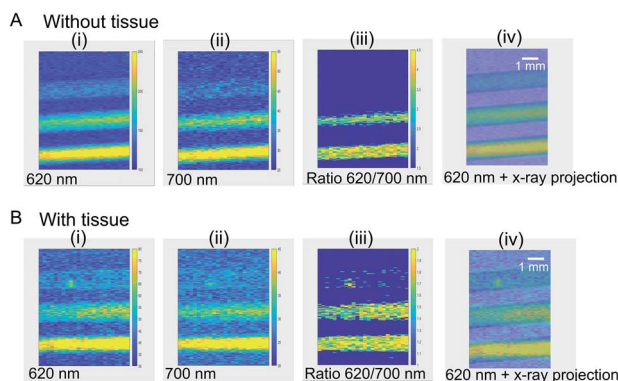 A Without tissue
(i) (ii) (iii) (iv)
1 mm
620 nm 700 nm Ratio 620/700 nm 620 nm + x-ray projection
B With tissue
(i) (ii) (iii) (iv)
1 mm
620 nm 700 nm Ratio 620/700 nm 620 nm + x-ray projection